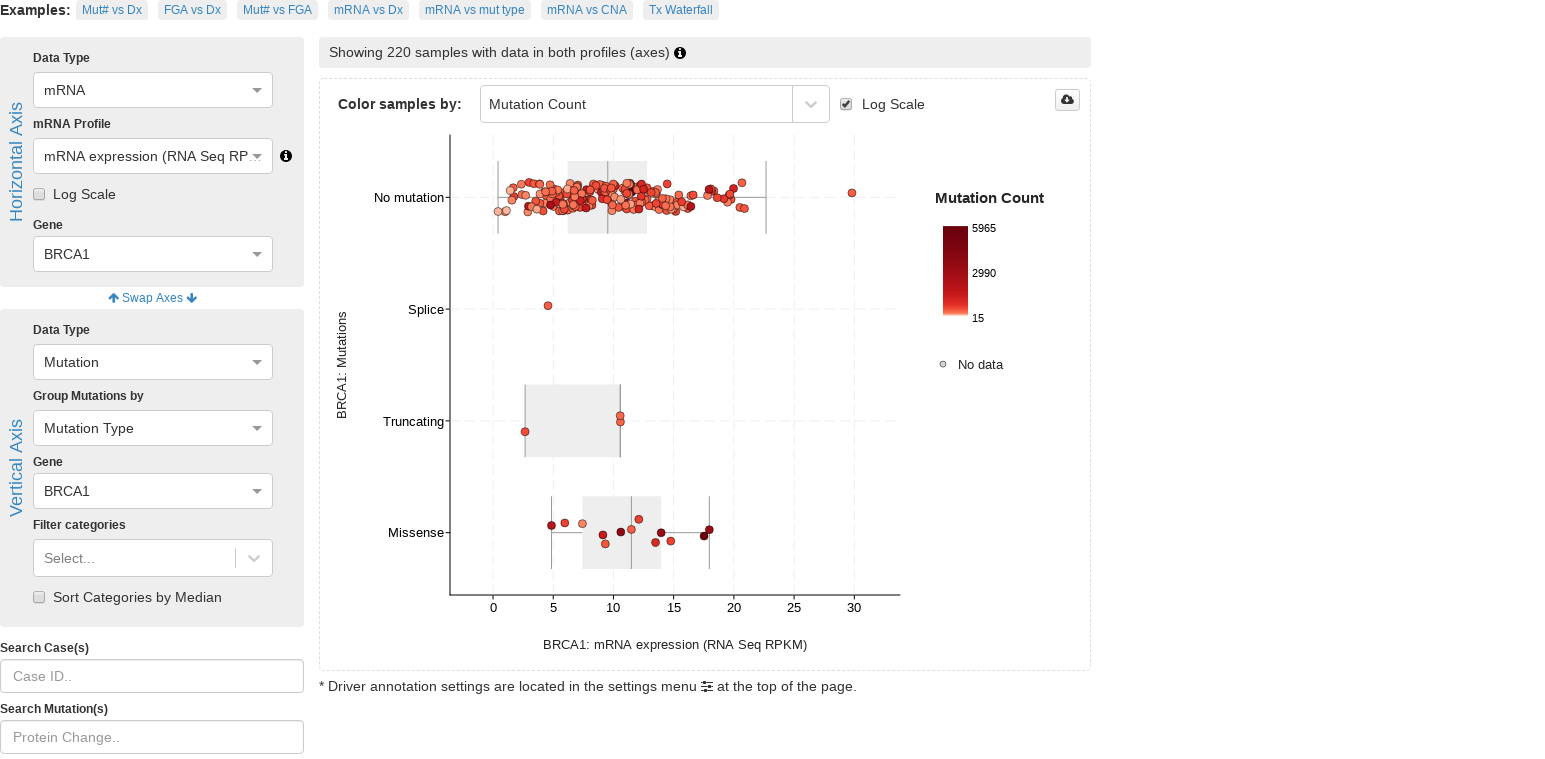 Examples: Mut# vs Dx FGA vs Dx Mut# vs FGA mRNA vs Dx mRNA vs mut type mRNA vs CNA Tx Waterfall
Horizontal Axis
Data Type
mRNA
mRNA Profile
mRNA expression (RNA Seq RP...
Log Scale
Gene
BRCA1
Swap Axes
Vertical Axis
Data Type
Mutation
Group Mutations by
Mutation Type
Gene
BRCA1
Filter categories
Select...
Sort Categories by Median
Search Case(s)
Case ID..
Search Mutation(s)
Protein Change..
Showing 220 samples with data in both profiles (axes)
Color samples by: Mutation Count Log Scale
BRCA1: Mutations
No mutation
Splice
Truncating
Missense
0 5 10 15 20 25 30
BRCA1: mRNA expression (RNA Seq RPKM)
Mutation Count
5965
2990
15
No data
* Driver annotation settings are located in the settings menu at the top of the page.